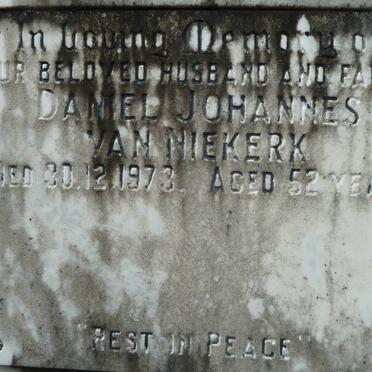 In Loving Memory o
UR BELOVED HUSBAND AND FA
DANIEL JOHANNES
VAN NIEKERK
IED 30.12.1973. AGED 52 YEA
"REST IN PEACE"